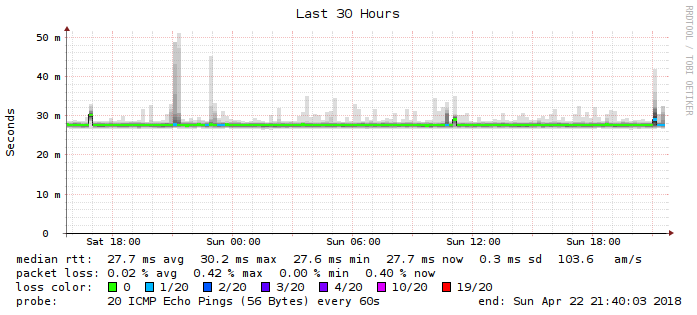 Last 30 Hours
RRDTOOL / TOBI OETIKER
Seconds
50 m
40 m
30 m
20 m
10 m
0
Sat 18:00 Sun 00:00 Sun 06:00 Sun 12:00 Sun 18:00
median rtt: 27.7 ms avg 30.2 ms max 27.6 ms min 27.7 ms now 0.3 ms sd 103.6 am/s
packet loss: 0.02 % avg 0.42 % max 0.00 % min 0.40 % now
loss color: 0 1/20 2/20 3/20 4/20 10/20 19/20
probe: 20 ICMP Echo Pings (56 Bytes) every 60s end: Sun Apr 22 21:40:03 2018